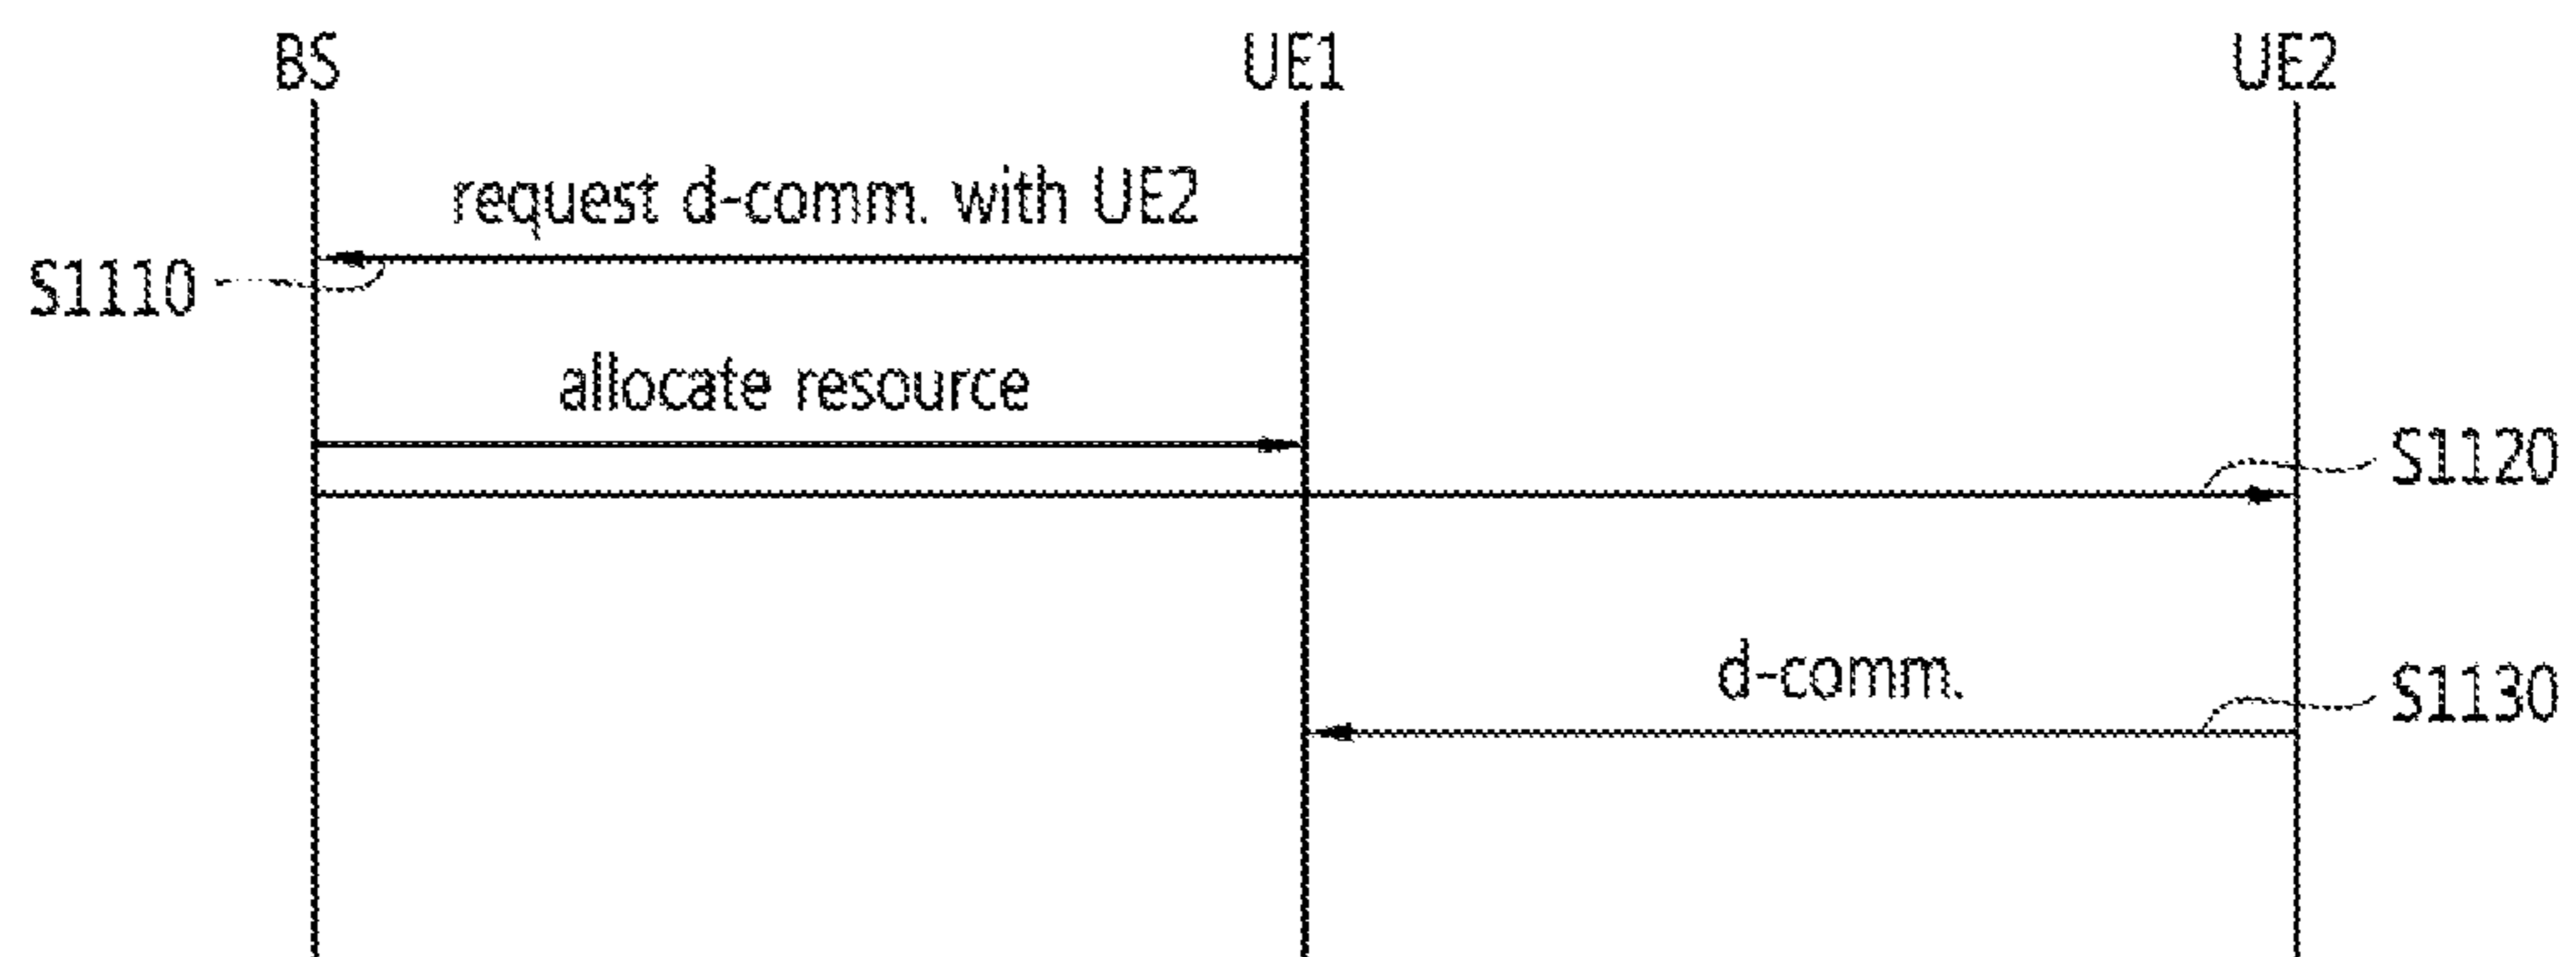 BS UE1 UE2
request d-comm. with UE2
S1110
allocate resource
S1120
d-comm.
S1130